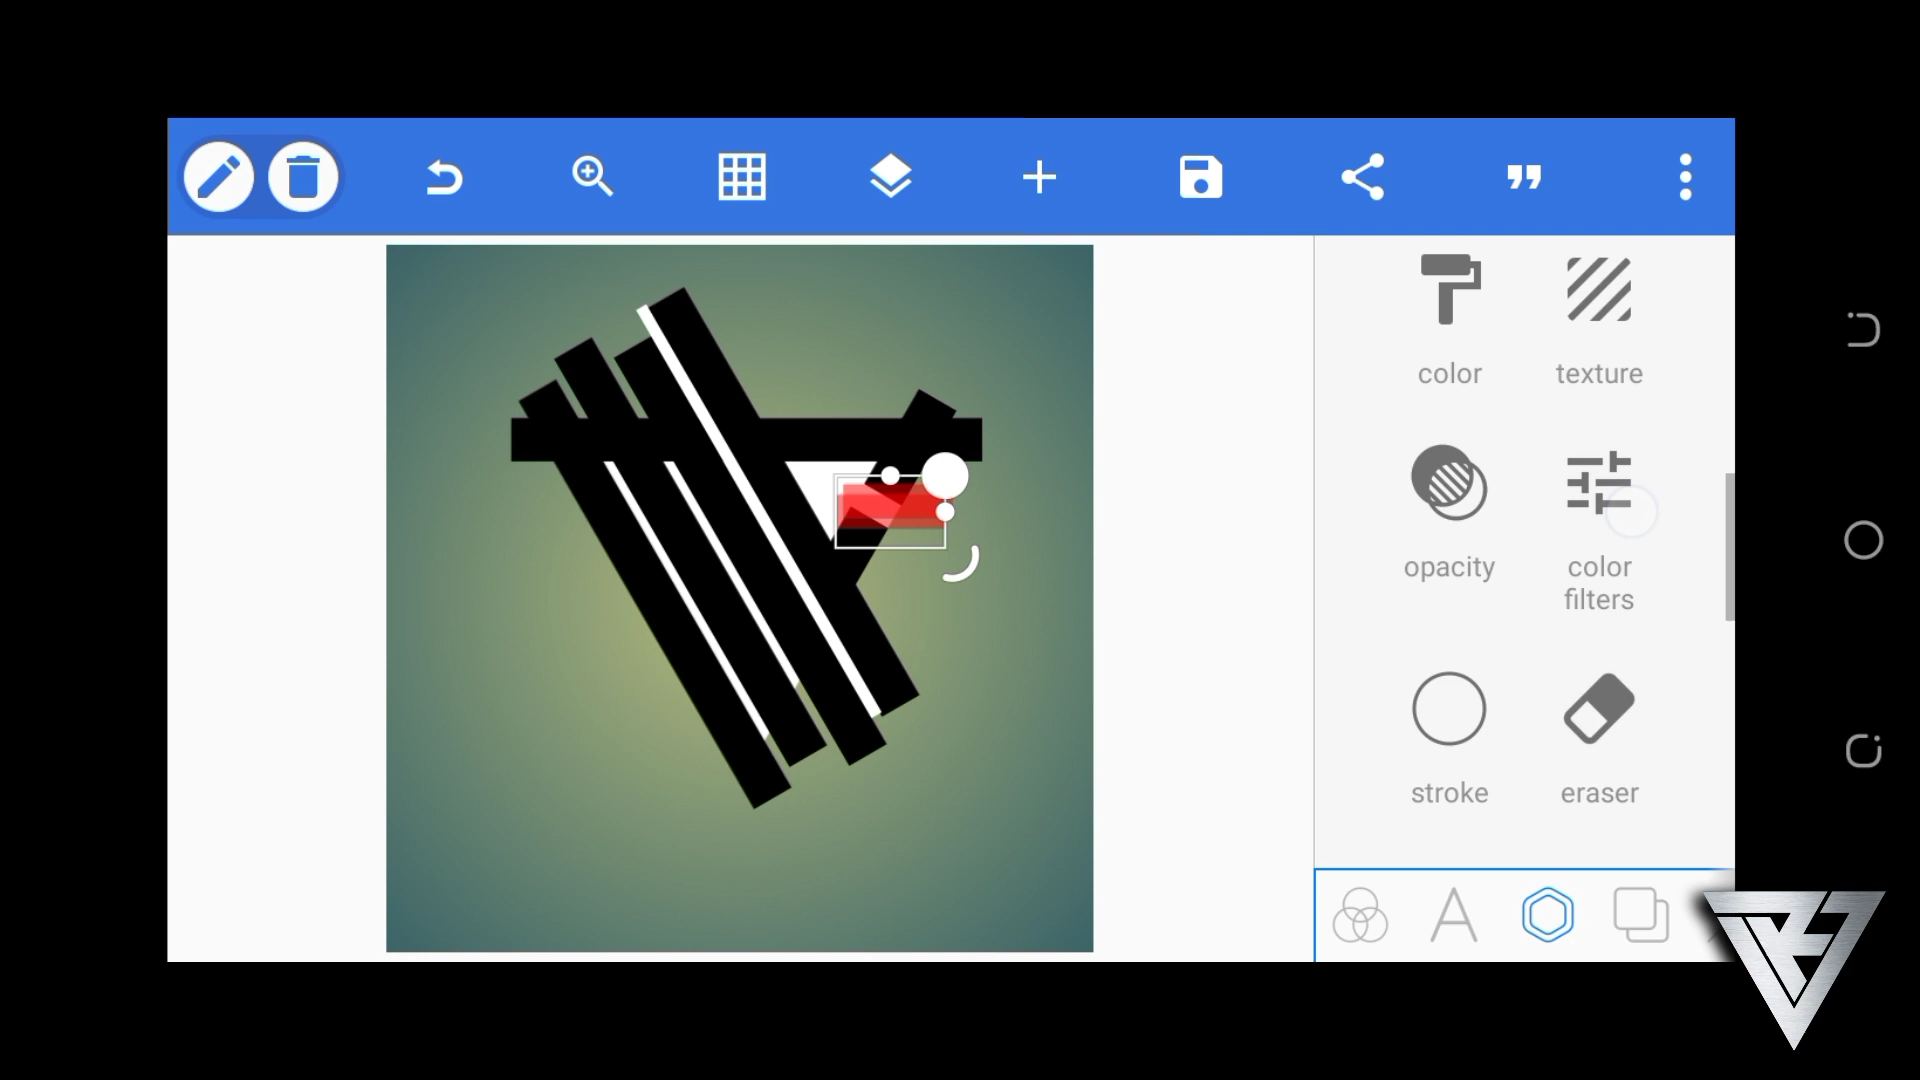 color
texture
opacity
color
filters
stroke
eraser